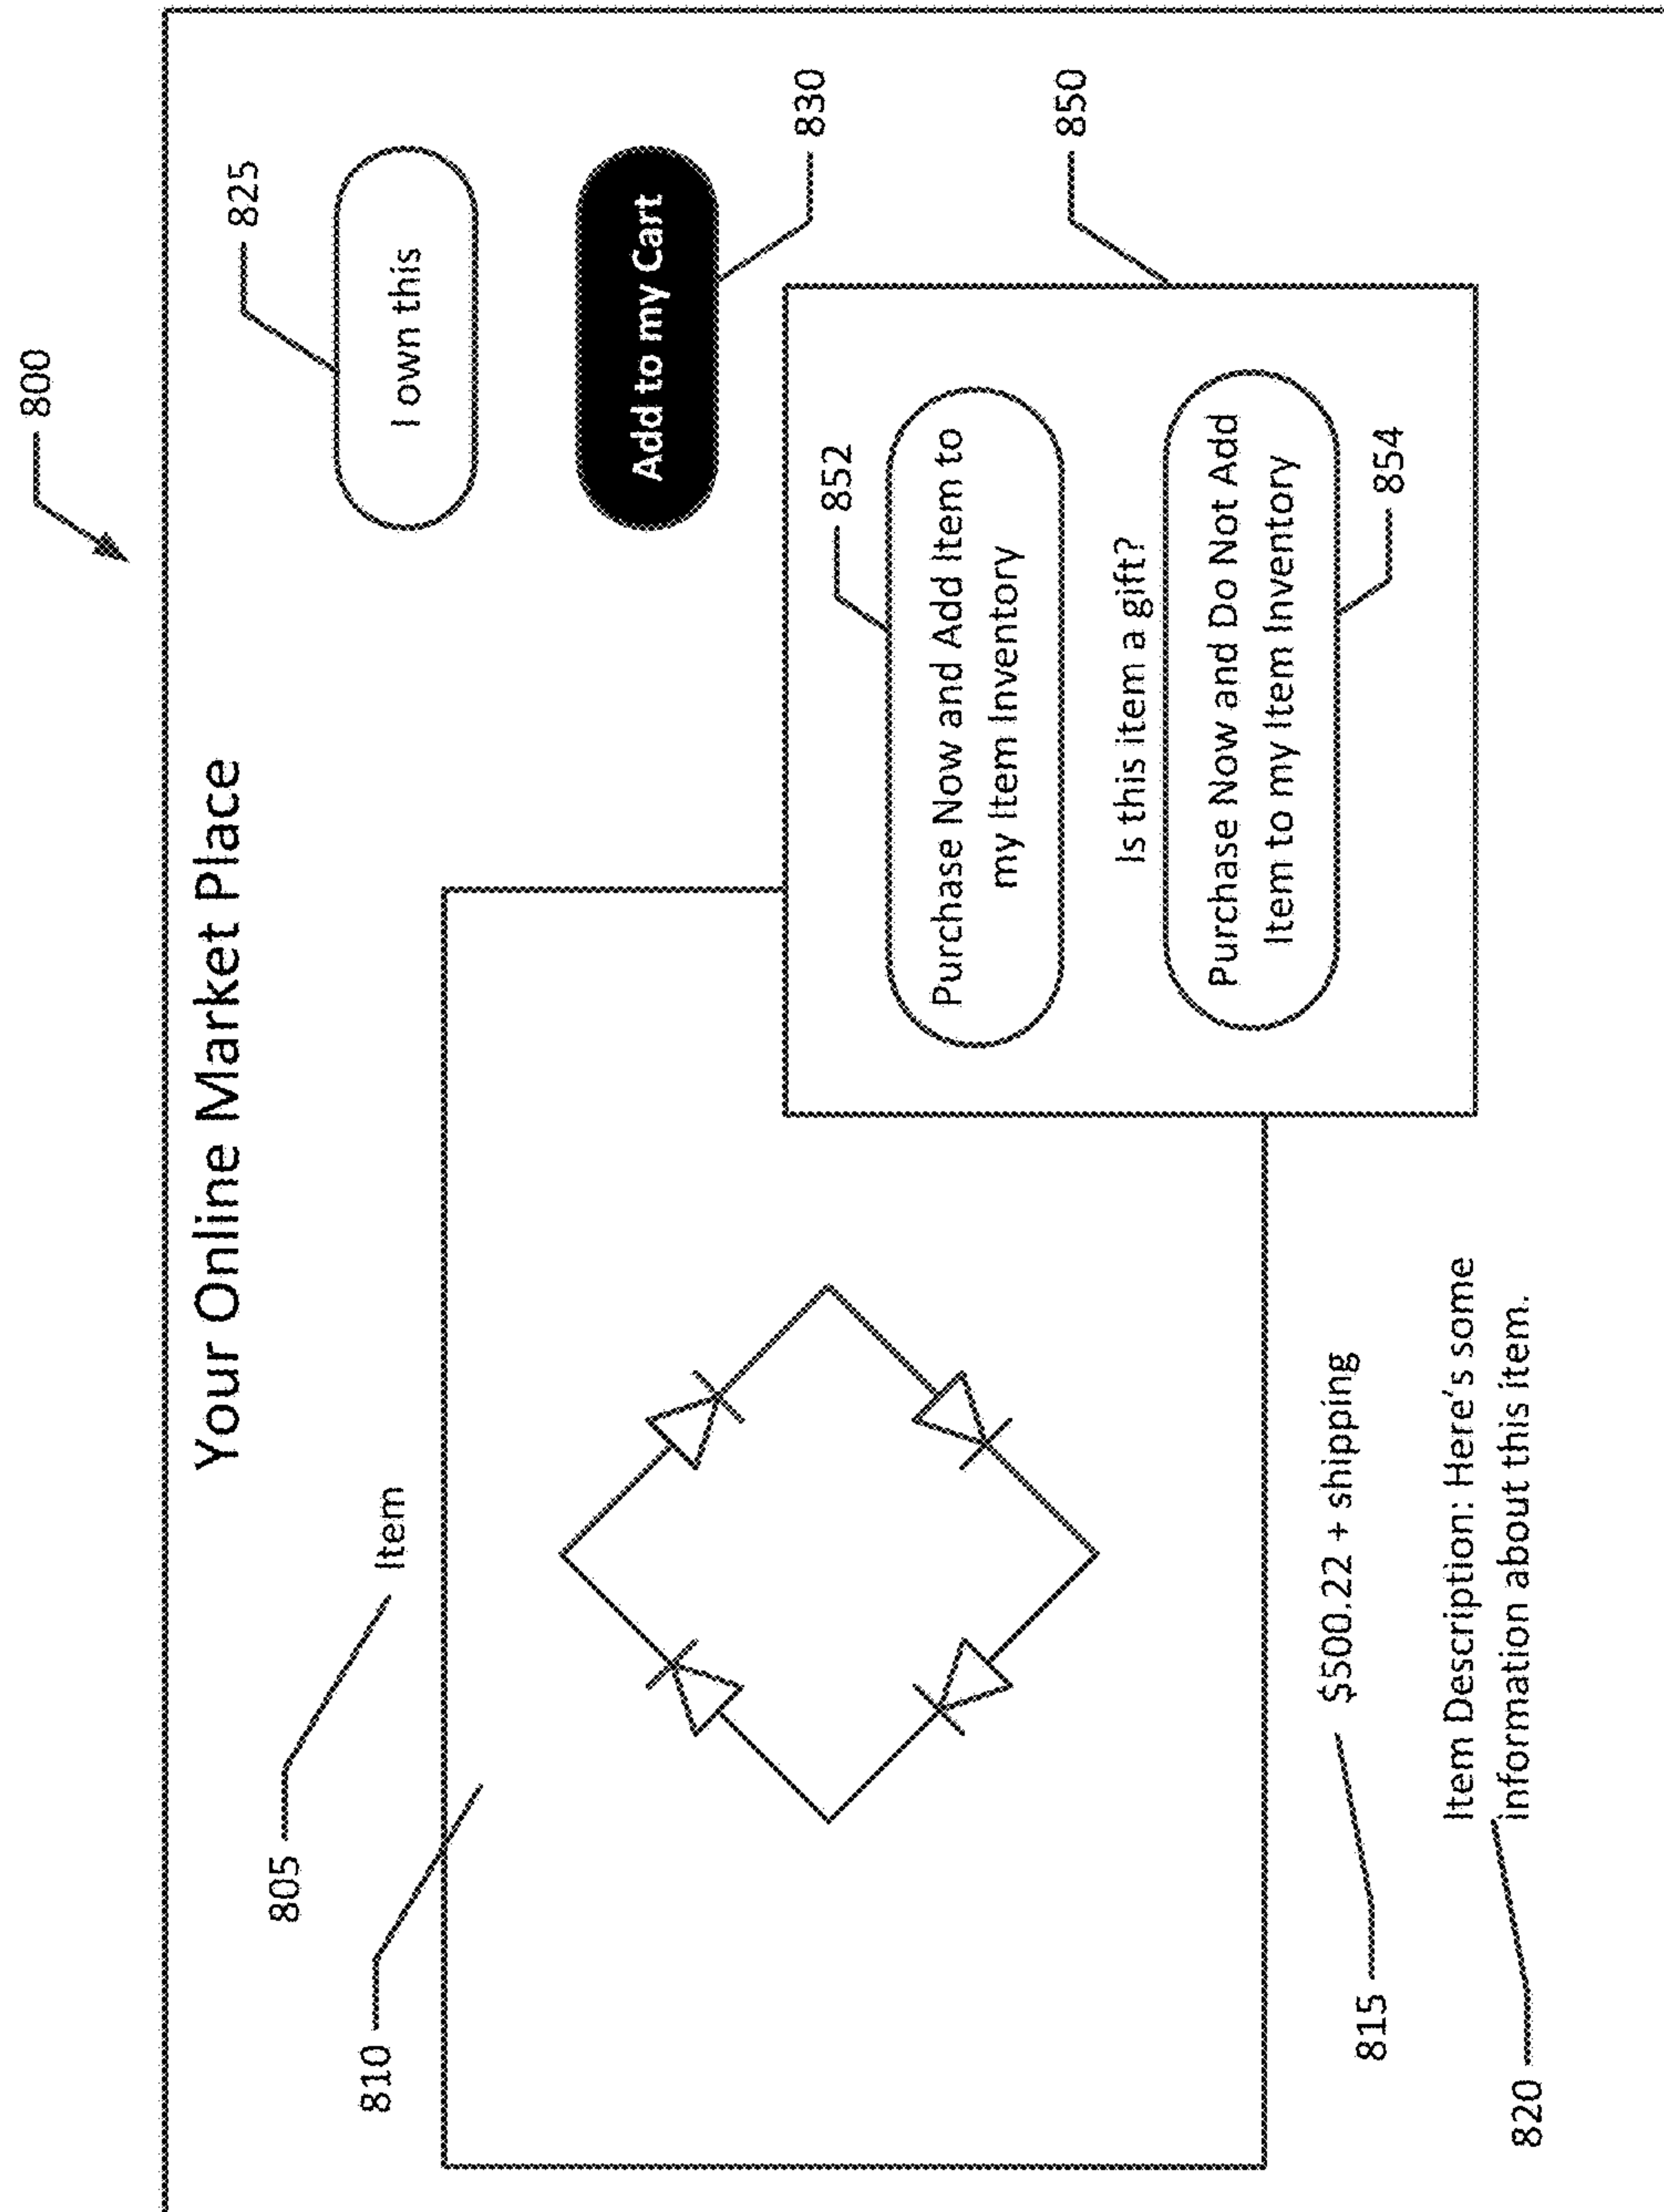 800
Your Online Market Place
805
Item
825
I own this
810
Add to my Cart
830
852
Purchase Now and Add Item to
my Item Inventory
850
Is this item a gift?
Purchase Now and Do Not Add
Item to my Item Inventory
854
815
$500.22 + shipping
820
Item Description: Here's some
information about this item.